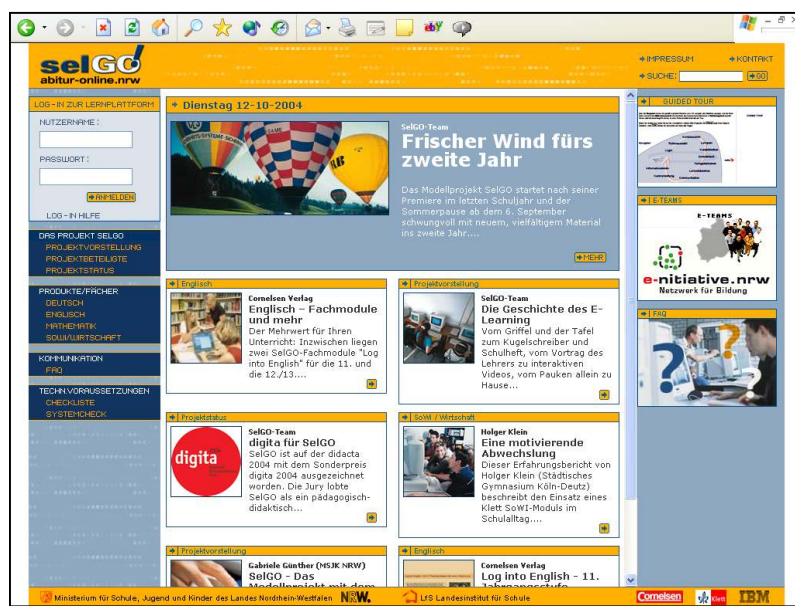 selGO
abitur-online.nrw
IMPRESSUM
KONTAKT
SUCHE:
GO
LOG-IN ZUR LERNPLATTFORM
NUTZERNAME:
PASSWORT:
ANMELDEN
LOG-IN HILFE
DAS PROJEKT SELGO
PROJEKTVORSTELLUNG
PROJEKTBETEILIGTE
PROJEKTSTATUS
PRODUKTE/FÄCHER
DEUTSCH
ENGLISCH
MATHEMATIK
SOWI/WIRTSCHAFT
KOMMUNIKATION
FAQ
TECHN.VORAUSSETZUNGEN
CHECKLISTE
SYSTEMCHECK
Dienstag 12-10-2004
SelGO-Team
Frischer Wind fürs
zweite Jahr
Das Modellprojekt SelGO startet nach seiner
Premiere im letzten Schuljahr und der
Sommerpause ab dem 6. September
schwungvoll mit neuem, vielfältigem Material
ins zweite Jahr....
MEHR
Englisch
Cornelsen Verlag
Englisch – Fachmodule
und mehr
Der Mehrwert für Ihren
Unterricht: Inzwischen liegen
zwei SelGO-Fachmodule "Log
into English" für die 11. und
die 12./13....
Projektvorstellung
SelGO-Team
Die Geschichte des E-
Learning
Vom Griffel und der Tafel
zum Kugelschreiber und
Schulheft, vom Vortrag des
Lehrers zu interaktiven
Videos, vom Pauken allein zu
Hause...
Projektstatus
digita
SelGO-Team
digita für SelGO
SelGO ist auf der didacta
2004 mit dem Sonderpreis
digita 2004 ausgezeichnet
worden. Die Jury lobte
SelGO als ein pädagogisch-
didaktisch...
SoWi / Wirtschaft
Holger Klein
Eine motivierende
Abwechslung
Dieser Erfahrungsbericht von
Holger Klein (Städtisches
Gymnasium Köln-Deutz)
beschreibt den Einsatz eines
Klett SoWI-Moduls im
Schulalltag....
Projektvorstellung
Gabriele Günther (MSJK NRW)
SelGO - Das
Modellprojekt mit dem
Englisch
Cornelsen Verlag
Log into English - 11.
Jahrgangsstufe
GUIDED TOUR
E-TEAMS
E-TEAMS
e-nitiative.nrw
Netzwerk für Bildung
FAQ
Ministerium für Schule, Jugend und Kinder des Landes Nordrhein-Westfalen
NRW.
LfS Landesinstitut für Schule
Cornelsen
Klett
IBM